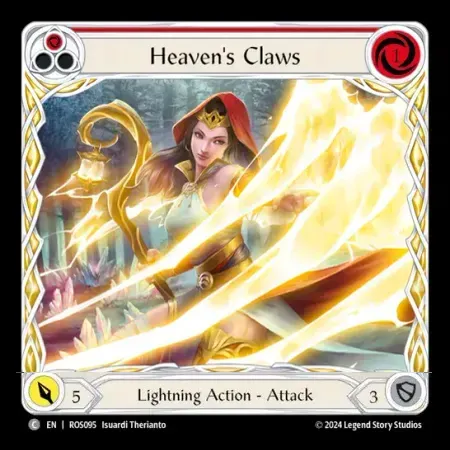 Heaven's Claws
1
5
Lightning Action - Attack
3
C EN | ROS095 Isuardi Therianto
© 2024 Legend Story Studios